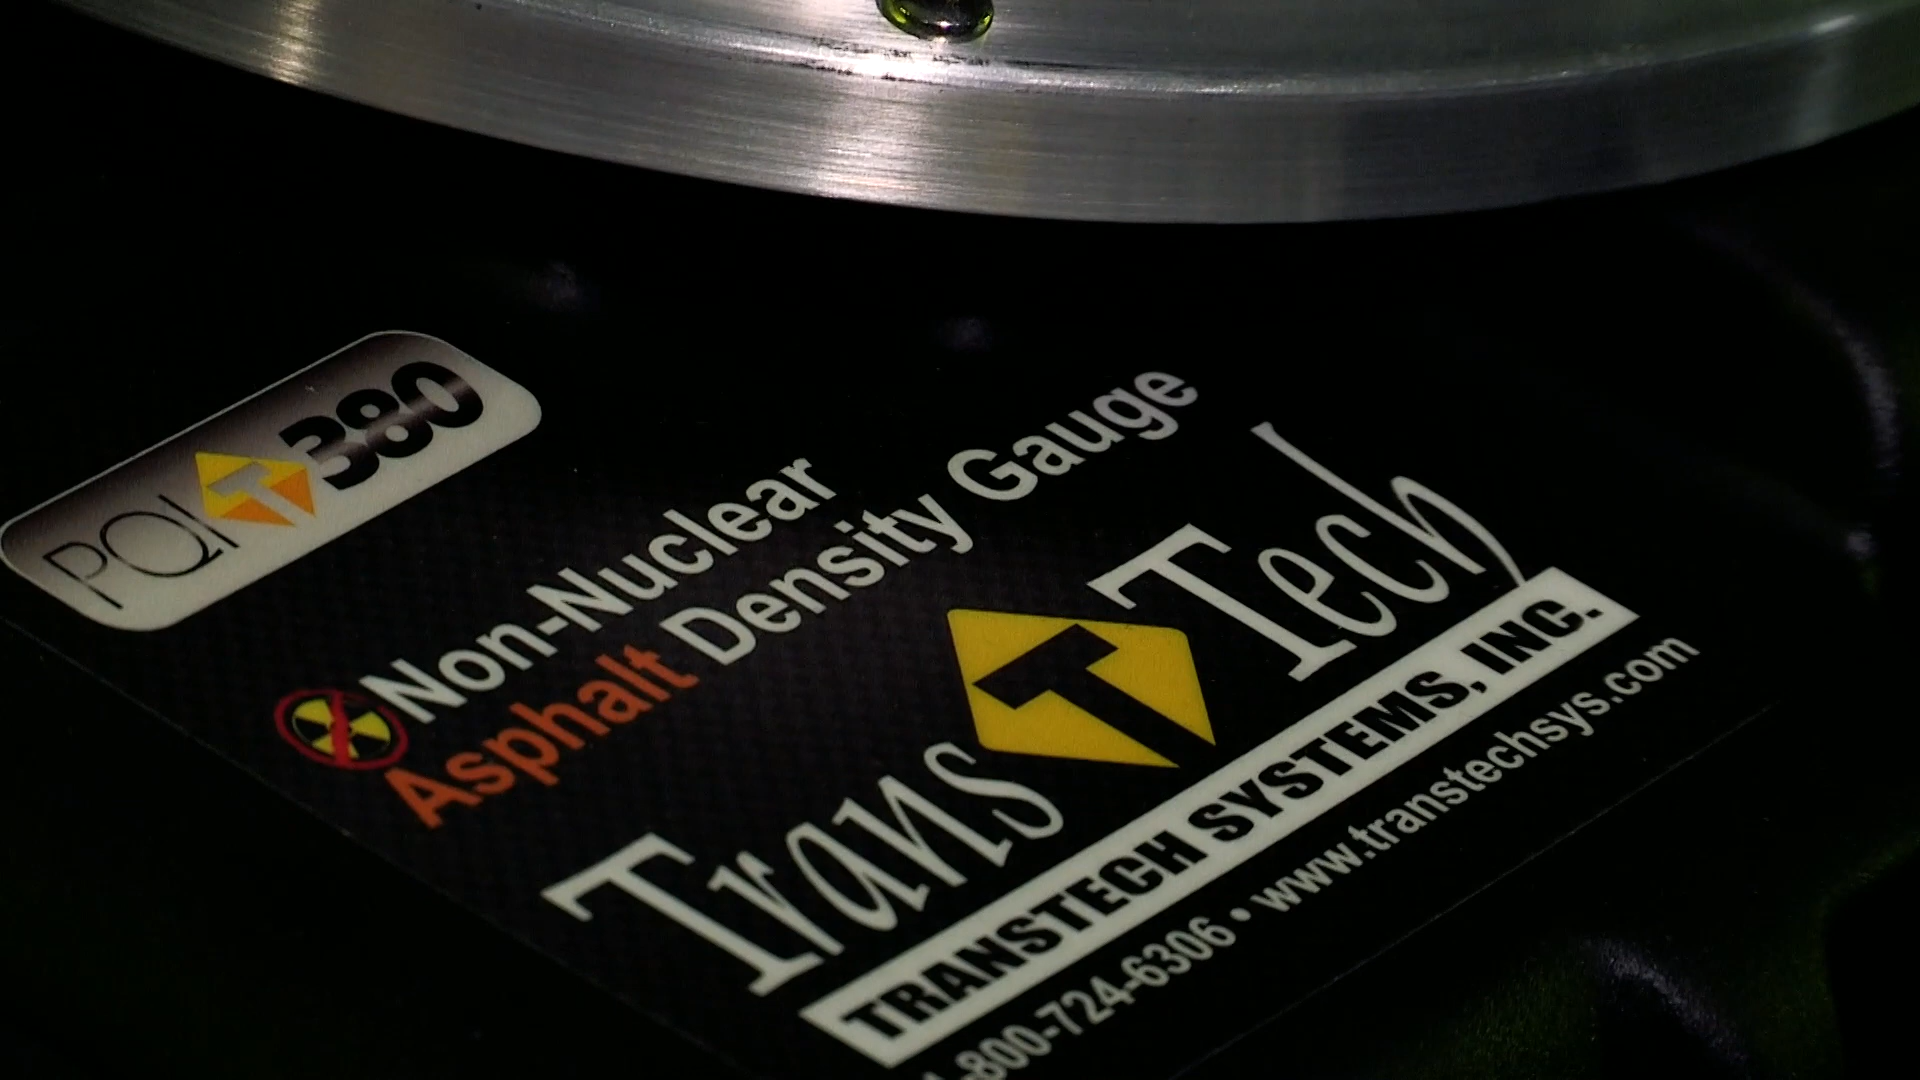 PQI 380
Non-Nuclear
Asphalt Density Gauge
Trans Tech
TRANSTECH SYSTEMS, INC.
1-800-724-6306 • www.transtechsys.com